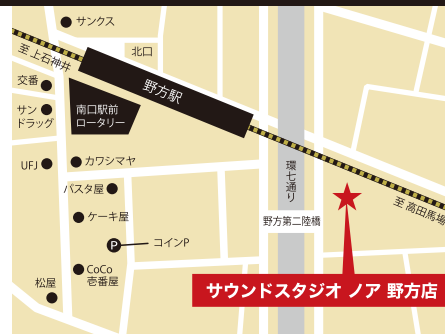 サンクス
北口
至 上石神井
交番
野方駅
サン
ドラッグ
南口駅前
ロータリー
UFJ
カワシマヤ
環七通り
パスタ屋
至 高田馬場
ケーキ屋
野方第二陸橋
P
コインP
CoCo
壱番屋
松屋
サウンドスタジオ ノア 野方店